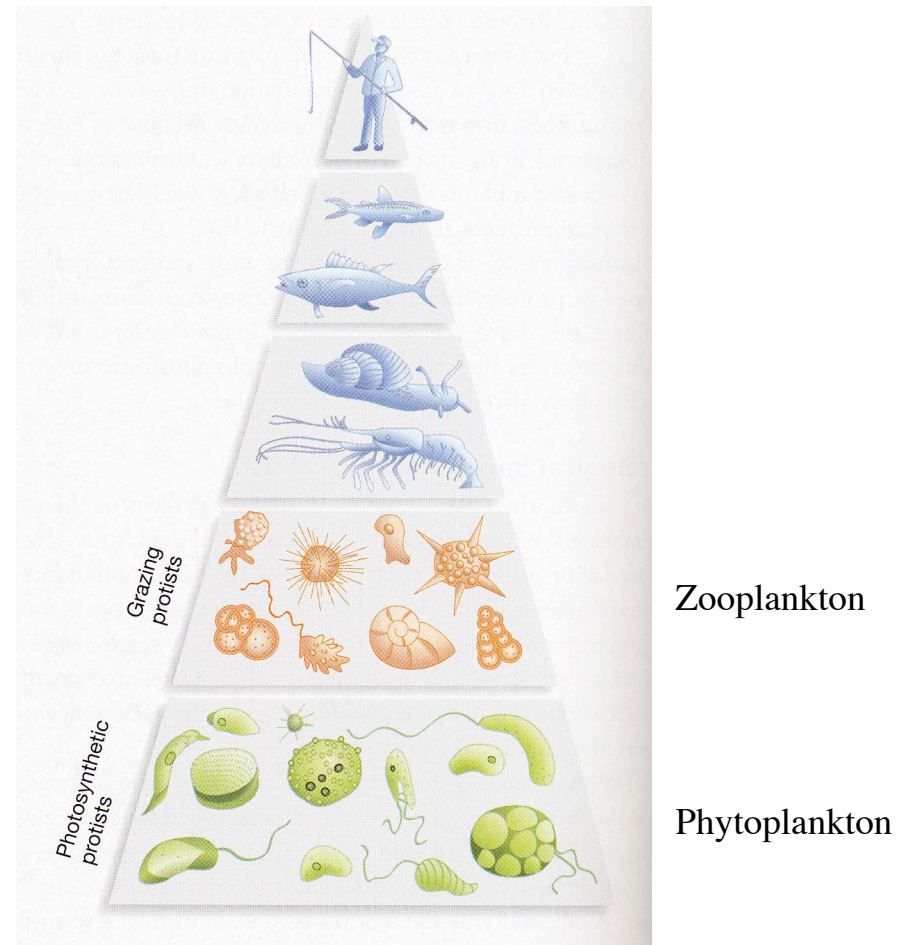 Grazing
protists
Zooplankton
Photosynthetic
protists
Phytoplankton